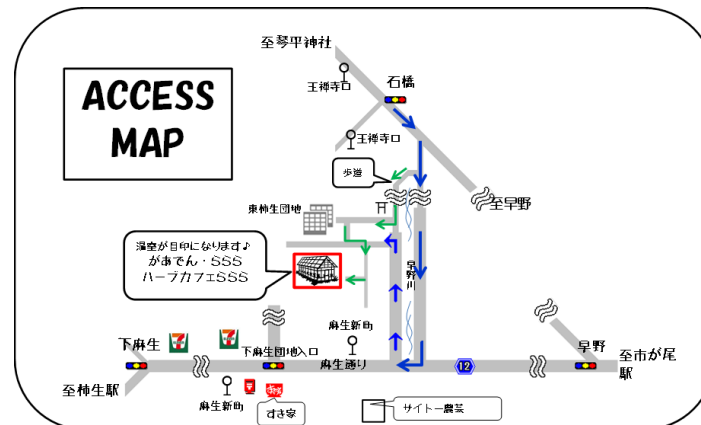 至琴平神社
石橋
王禅寺口
ACCESS
MAP
王禅寺口
歩道
至早野
東柿生団地
温室が目印になります♪
があでん・SSS
ハーブカフェSSS
早野川
麻生新町
下麻生
下麻生団地入口
麻生通り
12
早野
至市が尾
駅
至柿生駅
麻生新町
すき家
サイトー農芸